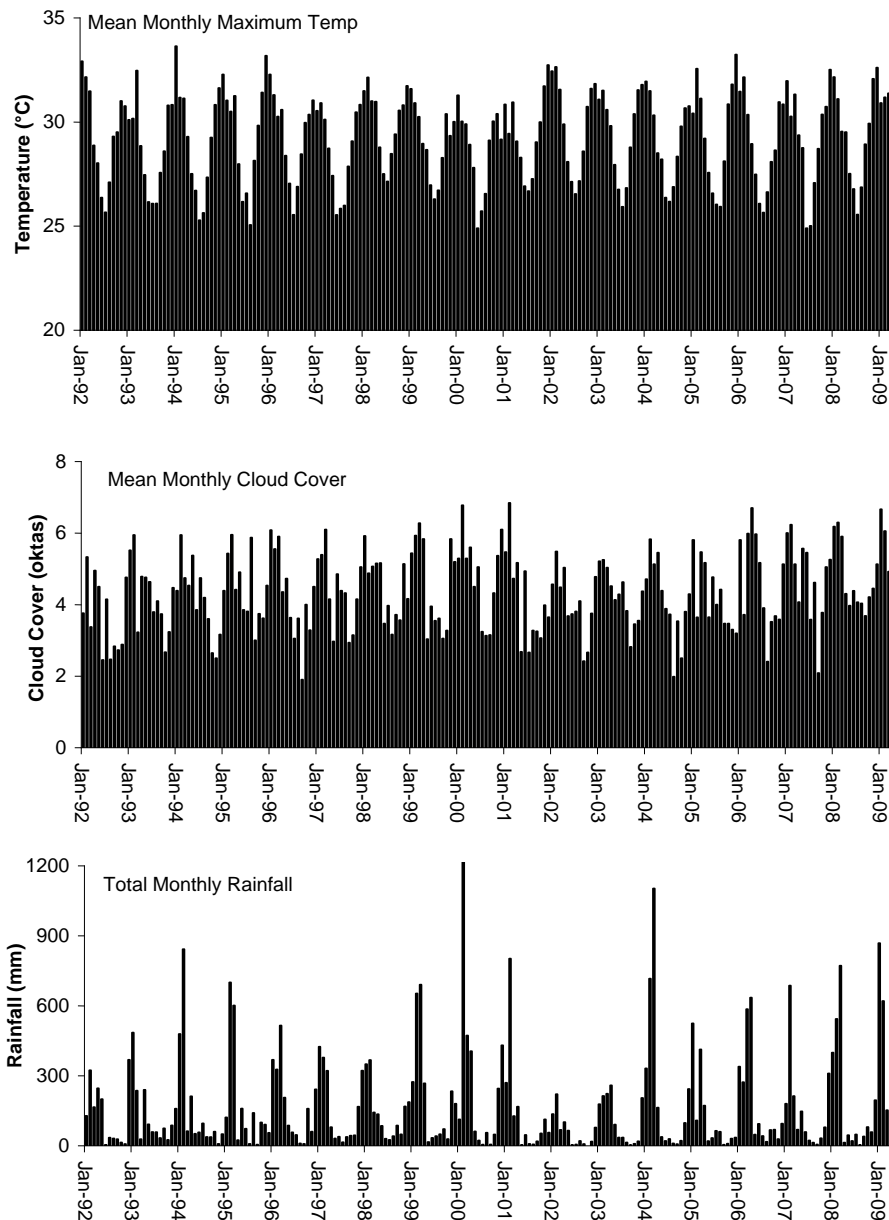 Mean Monthly Maximum Temp
Temperature (°C)
35
30
25
20
Jan-92
Jan-93
Jan-94
Jan-95
Jan-96
Jan-97
Jan-98
Jan-99
Jan-00
Jan-01
Jan-02
Jan-03
Jan-04
Jan-05
Jan-06
Jan-07
Jan-08
Jan-09
Mean Monthly Cloud Cover
Cloud Cover (oktas)
8
6
4
2
0
Jan-92
Jan-93
Jan-94
Jan-95
Jan-96
Jan-97
Jan-98
Jan-99
Jan-00
Jan-01
Jan-02
Jan-03
Jan-04
Jan-05
Jan-06
Jan-07
Jan-08
Jan-09
Total Monthly Rainfall
Rainfall (mm)
1200
900
600
300
0
Jan-92
Jan-93
Jan-94
Jan-95
Jan-96
Jan-97
Jan-98
Jan-99
Jan-00
Jan-01
Jan-02
Jan-03
Jan-04
Jan-05
Jan-06
Jan-07
Jan-08
Jan-09